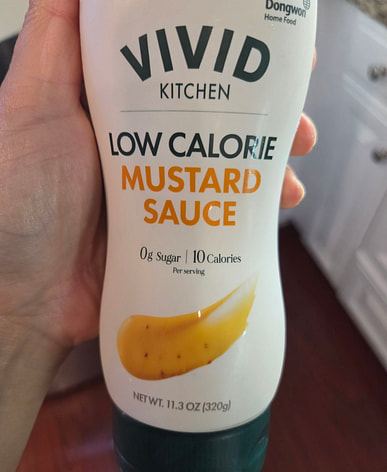 Dongwon
Home Food
VIVID
KITCHEN
LOW CALORIE
MUSTARD
SAUCE
0g Sugar | 10 Calories
Per serving
NET WT. 11.3 OZ (320g)